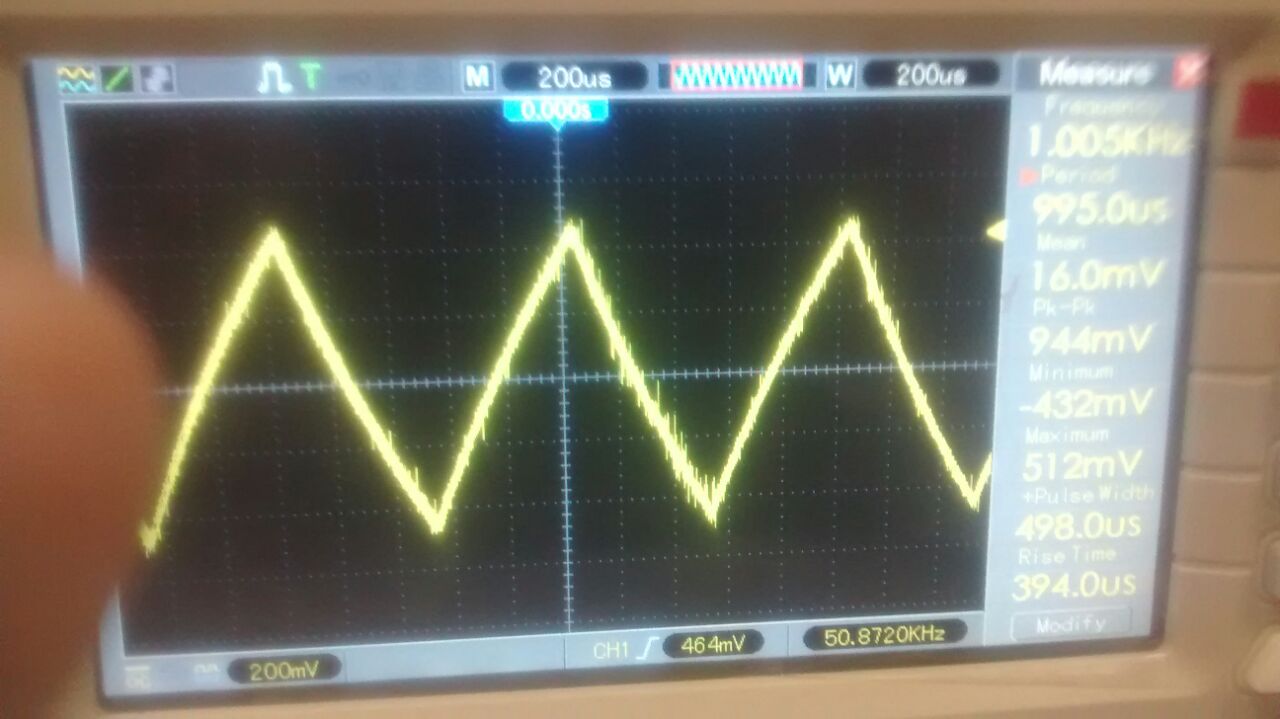 T M 200us W 200us Measure
0.000s
Frequency
1.005KHz
Period
995.0us
Mean
16.0mV
Pk-Pk
944mV
Minimum
-432mV
Maximum
512mV
+Pulse Width
498.0us
Rise Time
394.0us
Modify
DC 200mV CH1 464mV 50.8720KHz